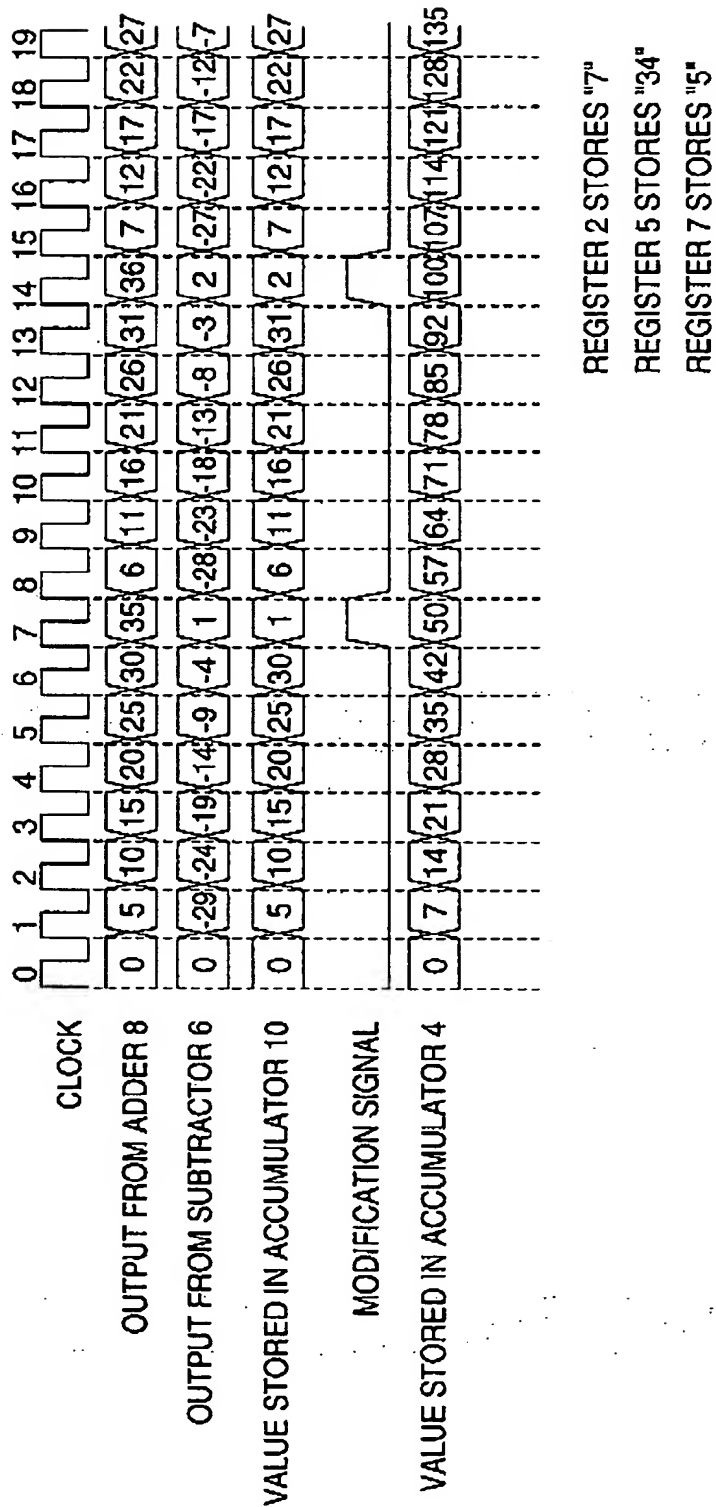 CLOCK 0 1 2 3 4 5 6 7 8 9 10 11 12 13 14 15 16 17 18 19
OUTPUT FROM ADDER 8 0 5 10 15 20 25 30 35 6 11 16 21 26 31 36 7 12 17 22 27
OUTPUT FROM SUBTRACTOR 6 0 -29 -24 -19 -14 -9 -4 1 -28 -23 -18 -13 -8 -3 2 -27 -22 -17 -12 -7
VALUE STORED IN ACCUMULATOR 10 0 5 10 15 20 25 30 1 6 11 16 21 26 31 2 7 12 17 22 27
MODIFICATION SIGNAL
VALUE STORED IN ACCUMULATOR 4 0 7 14 21 28 35 42 50 57 64 71 78 85 92 100 107 114 121 128 135
REGISTER 2 STORES "7"
REGISTER 5 STORES "34"
REGISTER 7 STORES "5"